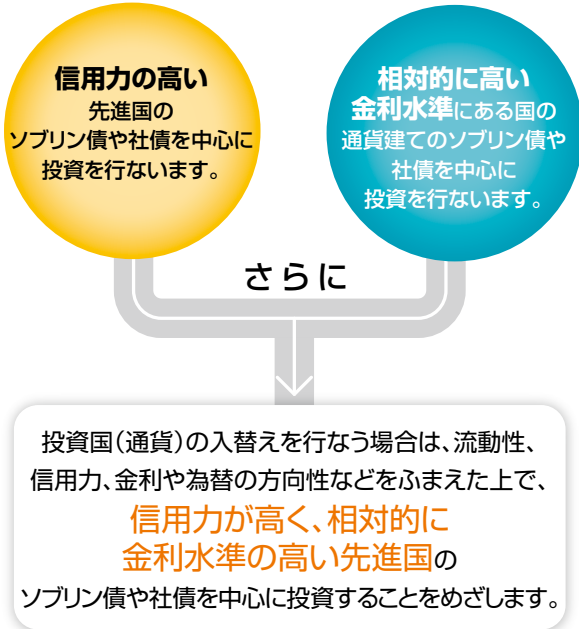 信用力の高い
先進国の
ソブリン債や社債を中心に
投資を行ないます。
相対的に高い
金利水準にある国の
通貨建てのソブリン債や
社債を中心に
投資を行ないます。
さらに
投資国(通貨)の入替えを行なう場合は、流動性、
信用力、金利や為替の方向性などをふまえた上で、
信用力が高く、相対的に
金利水準の高い先進国の
ソブリン債や社債を中心に投資することをめざします。